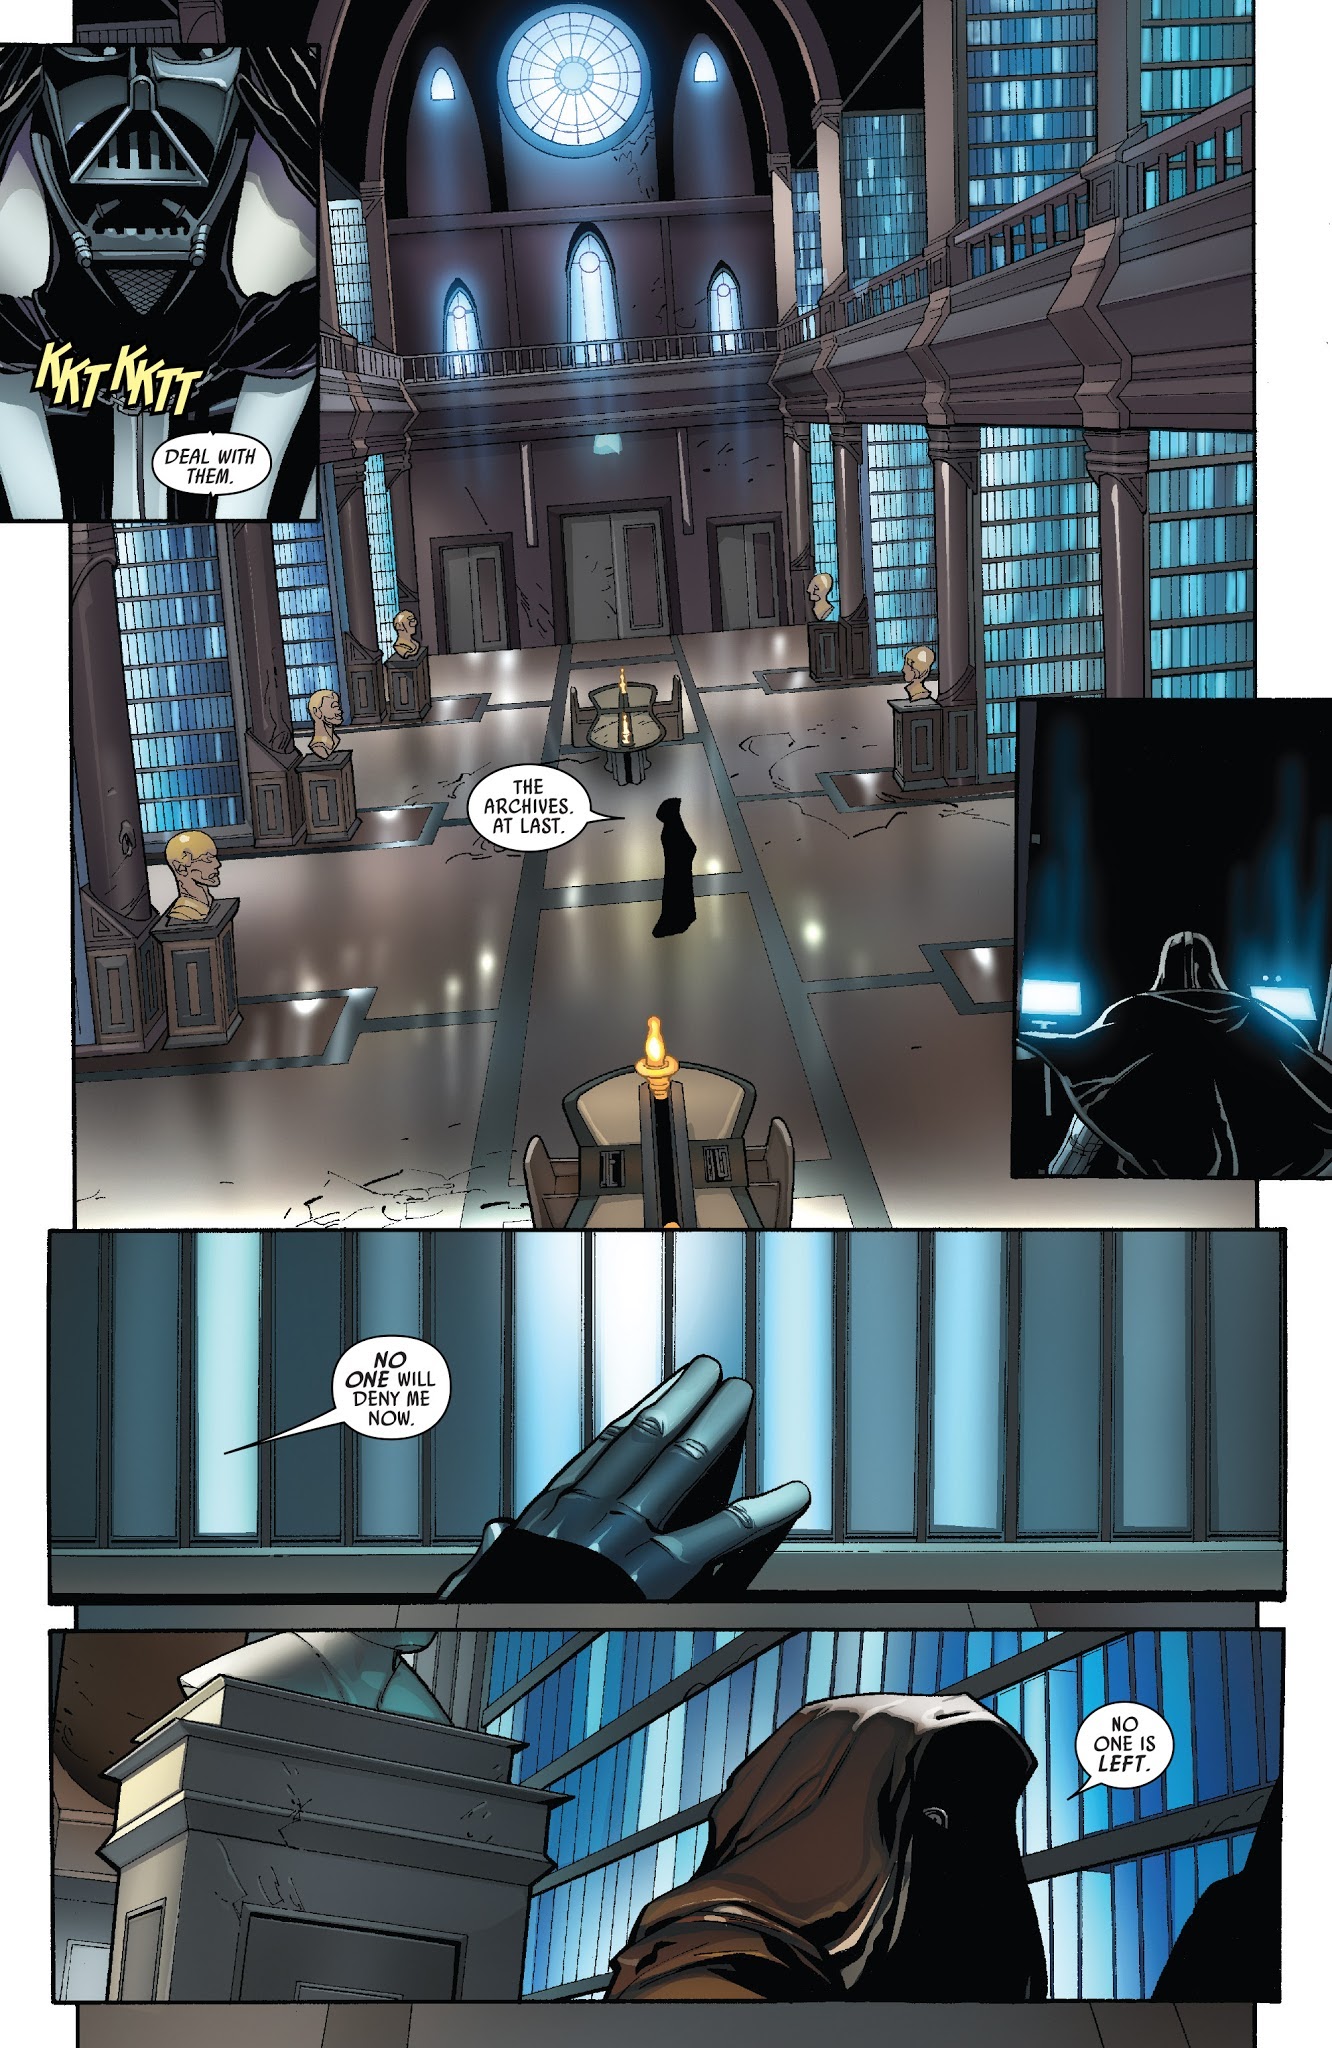 KKT KKTT
DEAL WITH
THEM.
THE
ARCHIVES.
AT LAST.
NO
ONE WILL
DENY ME
NOW.
NO
ONE IS
LEFT.